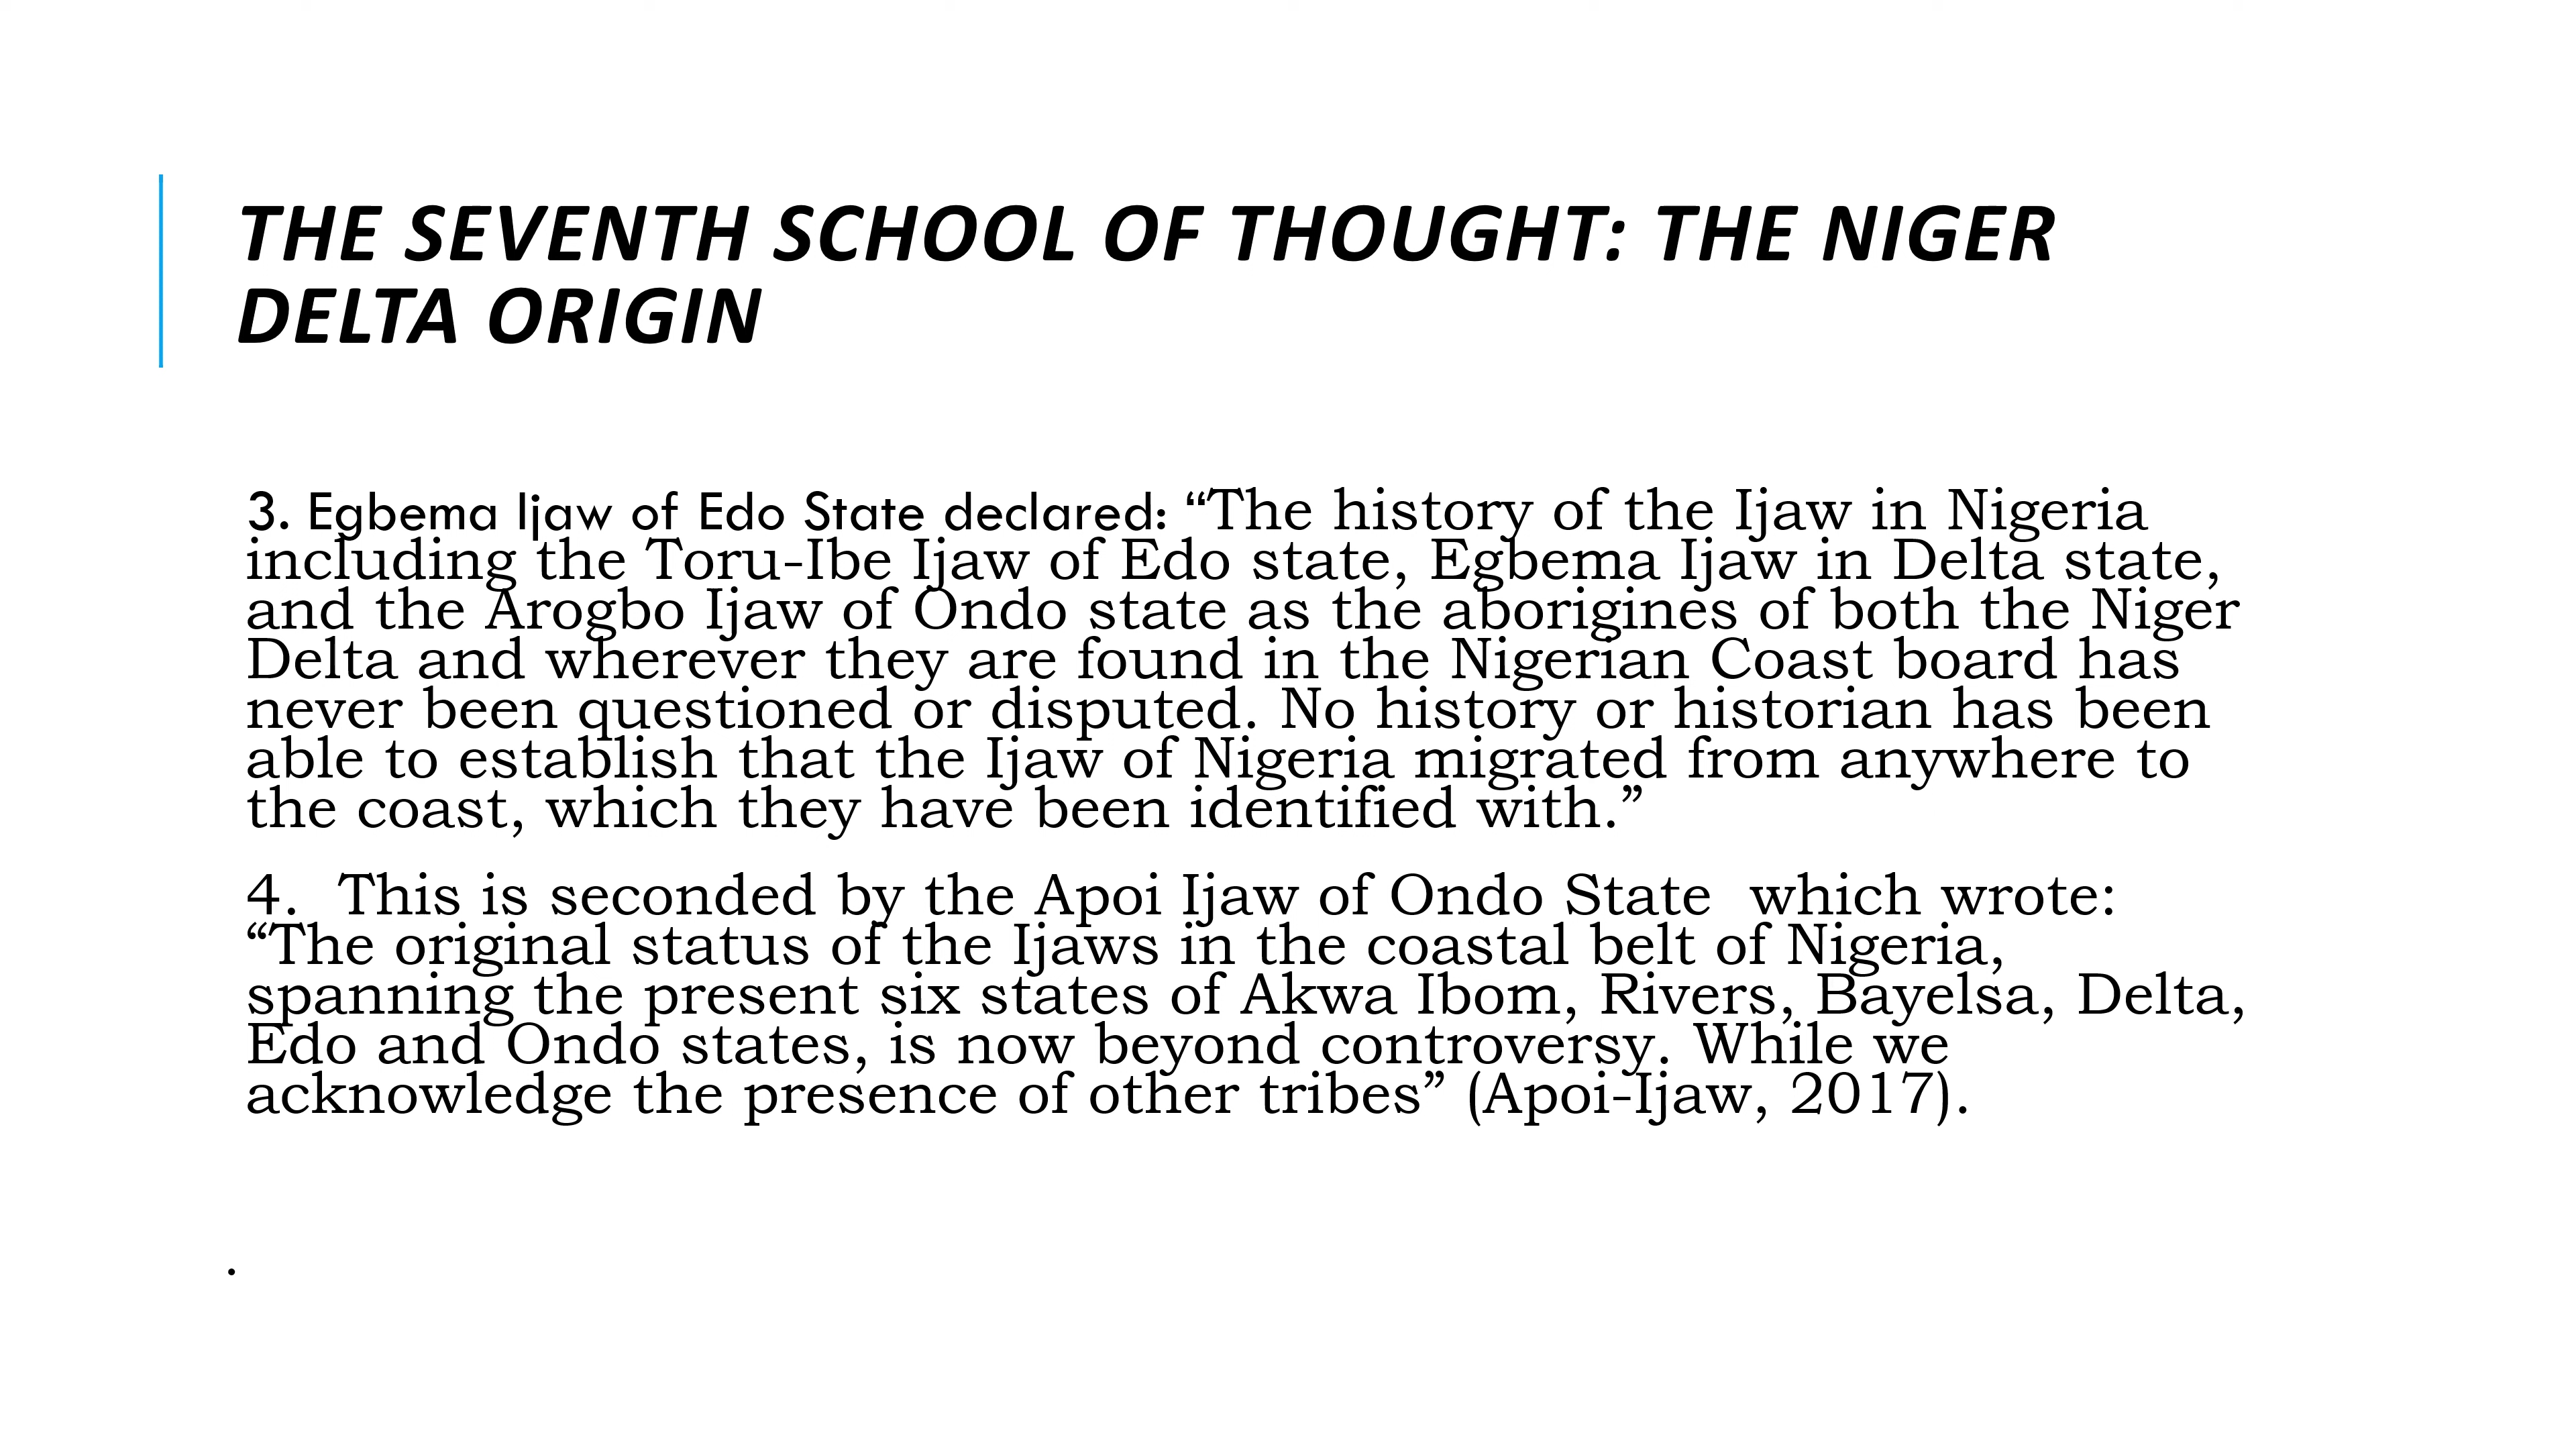 THE SEVENTH SCHOOL OF THOUGHT: THE NIGER
DELTA ORIGIN
3. Egbema Ijaw of Edo State declared: “The history of the Ijaw in Nigeria
including the Toru-Ibe Ijaw of Edo state, Egbema Ijaw in Delta state,
and the Arogbo Ijaw of Ondo state as the aborigines of both the Niger
Delta and wherever they are found in the Nigerian Coast board has
never been questioned or disputed. No history or historian has been
able to establish that the Ijaw of Nigeria migrated from anywhere to
the coast, which they have been identified with.”
4.  This is seconded by the Apoi Ijaw of Ondo State  which wrote:
“The original status of the Ijaws in the coastal belt of Nigeria,
spanning the present six states of Akwa Ibom, Rivers, Bayelsa, Delta,
Edo and Ondo states, is now beyond controversy. While we
acknowledge the presence of other tribes” (Apoi-Ijaw, 2017).
.